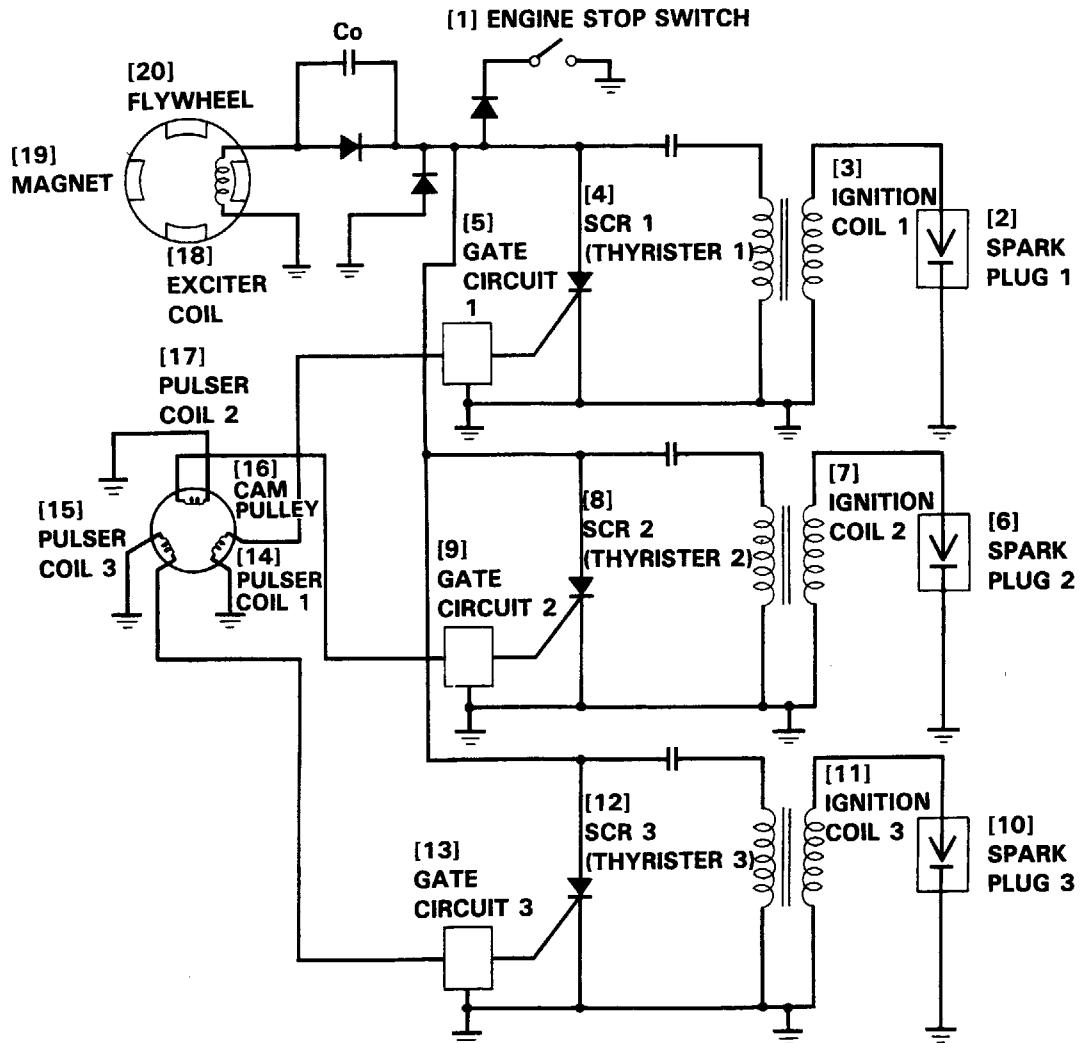 [1] ENGINE STOP SWITCH
Co
[20]
FLYWHEEL
[19]
MAGNET
[18]
EXCITER
COIL
[5]
GATE
CIRCUIT
1
[4]
SCR 1
(THYRISTER 1)
[3]
IGNITION
COIL 1
[2]
SPARK
PLUG 1
[17]
PULSER
COIL 2
[16]
CAM
PULLEY
[15]
PULSER
COIL 3
[14]
PULSER
COIL 1
[9]
GATE
CIRCUIT 2
[8]
SCR 2
(THYRISTER 2)
[7]
IGNITION
COIL 2
[6]
SPARK
PLUG 2
[13]
GATE
CIRCUIT 3
[12]
SCR 3
(THYRISTER 3)
[11]
IGNITION
COIL 3
[10]
SPARK
PLUG 3